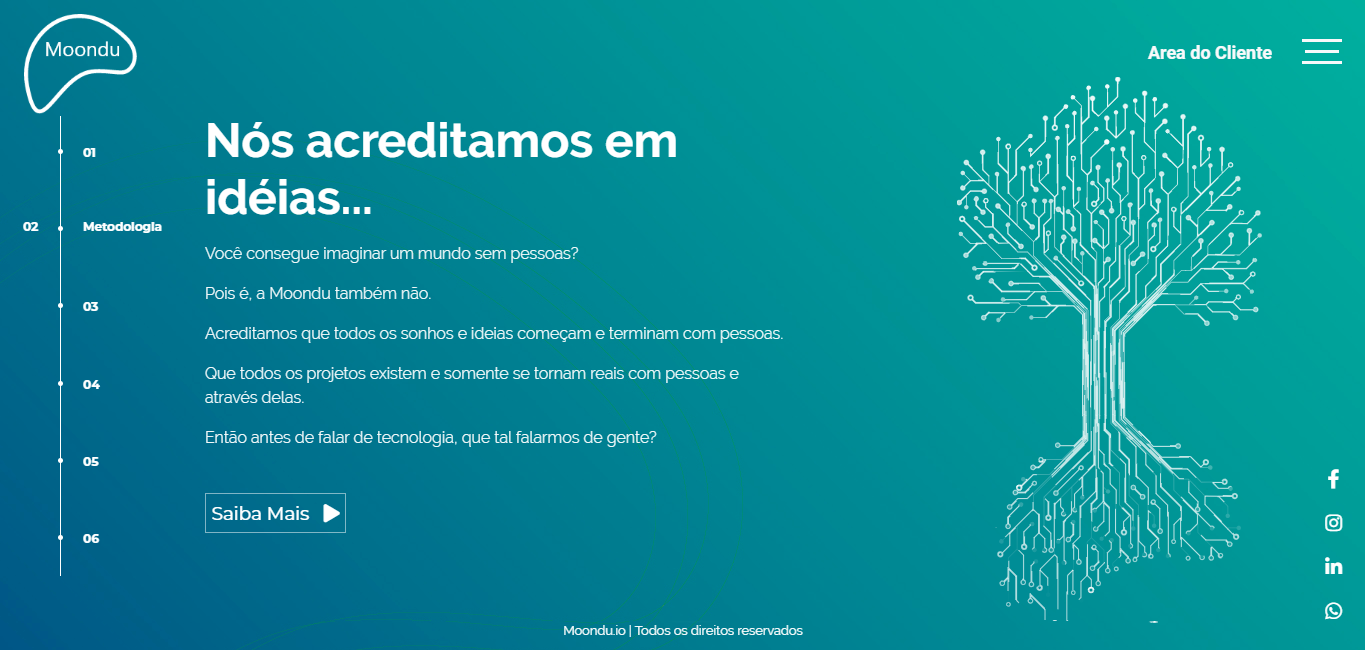 Moondu
Area do Cliente
01
02 Metodologia
03
04
05
06
Nós acreditamos em
idéias...
Você consegue imaginar um mundo sem pessoas?
Pois é, a Moondu também não.
Acreditamos que todos os sonhos e ideias começam e terminam com pessoas.
Que todos os projetos existem e somente se tornam reais com pessoas e
através delas.
Então antes de falar de tecnologia, que tal falarmos de gente?
Saiba Mais
Moondu.io | Todos os direitos reservados